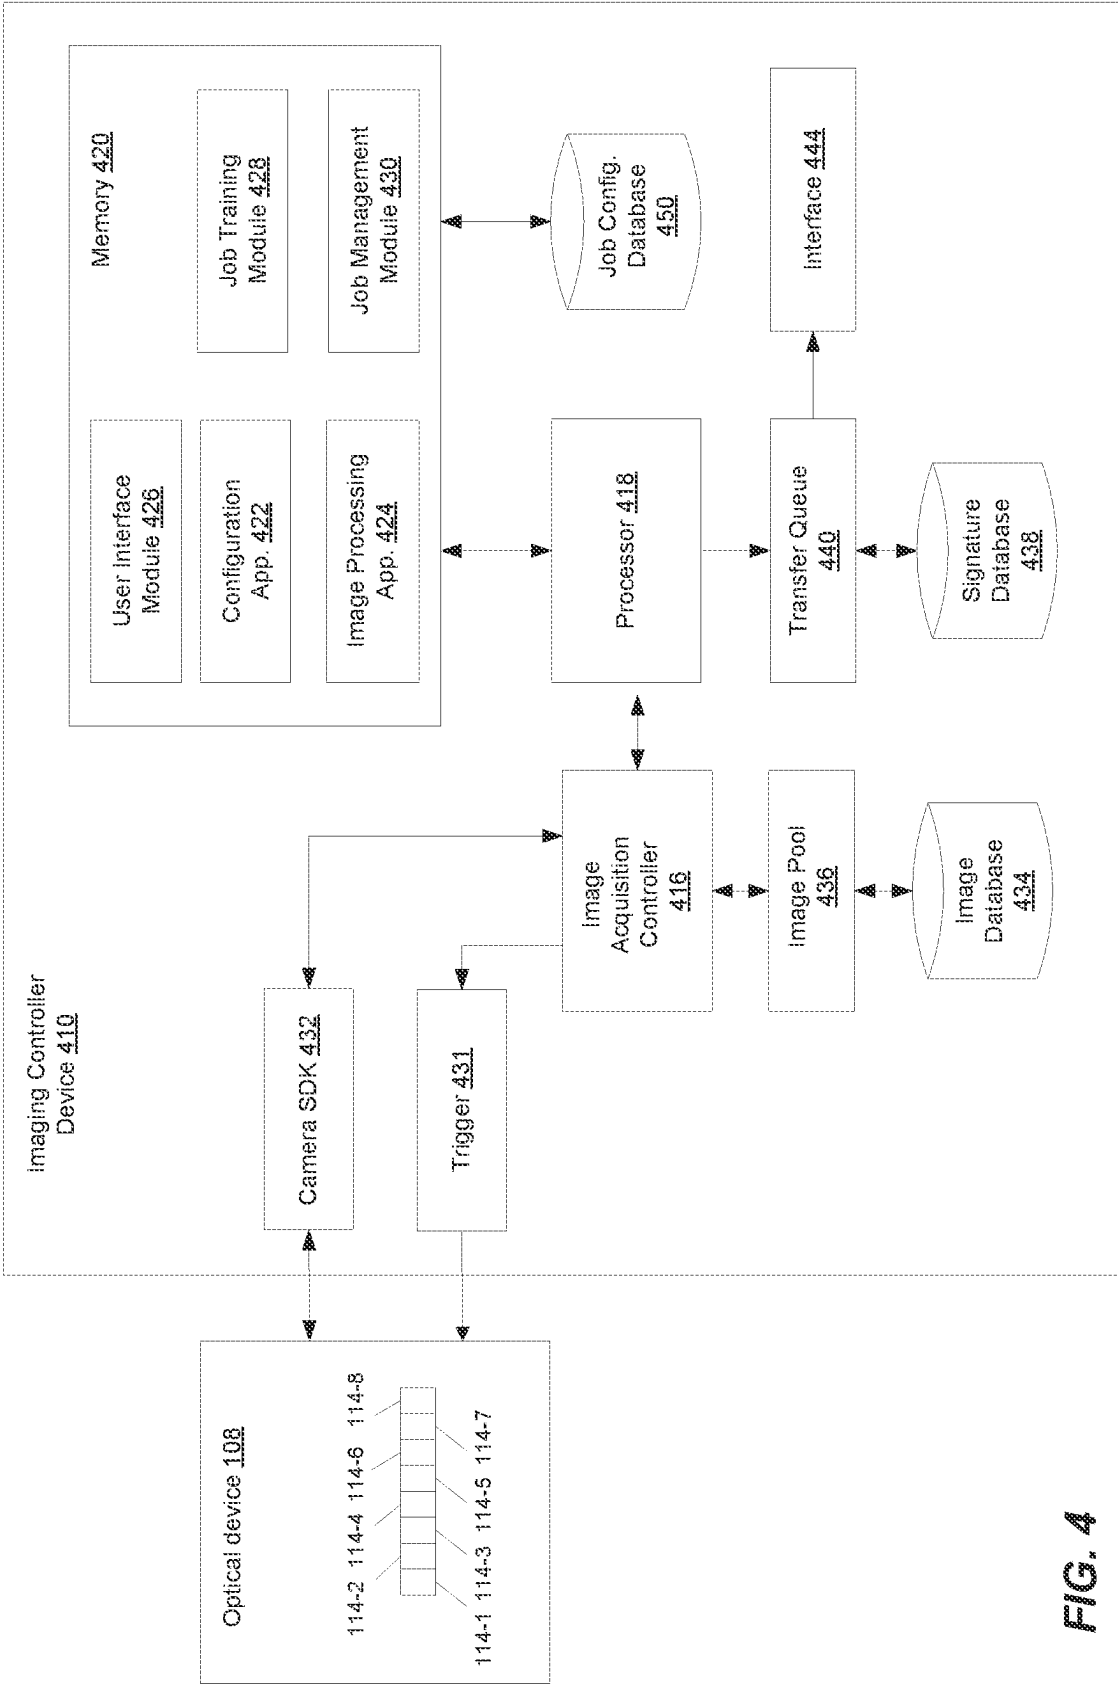 Optical device 108
114-2
114-4
114-6
114-8
114-1
114-3
114-5
114-7
Imaging Controller
Device 410
Camera SDK 432
Trigger 431
Memory 420
User Interface
Module 426
Configuration
App. 422
Image Processing
App. 424
Job Training
Module 428
Job Management
Module 430
Image
Acquisition
Controller
416
Processor 418
Job Config.
Database
450
Image Pool
436
Transfer Queue
440
Interface 444
Image
Database
434
Signature
Database
438
FIG. 4